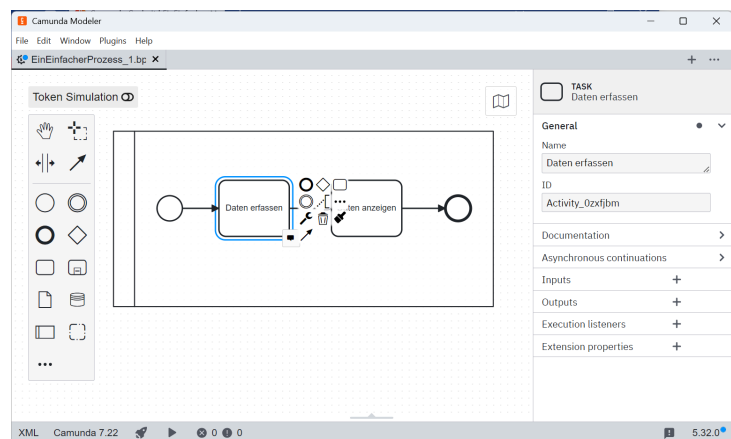 Camunda Modeler
File Edit Window Plugins Help
EinEinfacherProzess_1.bp
Token Simulation
Daten erfassen
ten anzeigen
TASK
Daten erfassen
General
Name
Daten erfassen
ID
Activity_0zxfjbm
Documentation
Asynchronous continuations
Inputs
Outputs
Execution listeners
Extension properties
XML Camunda 7.22 0 0 5.32.0